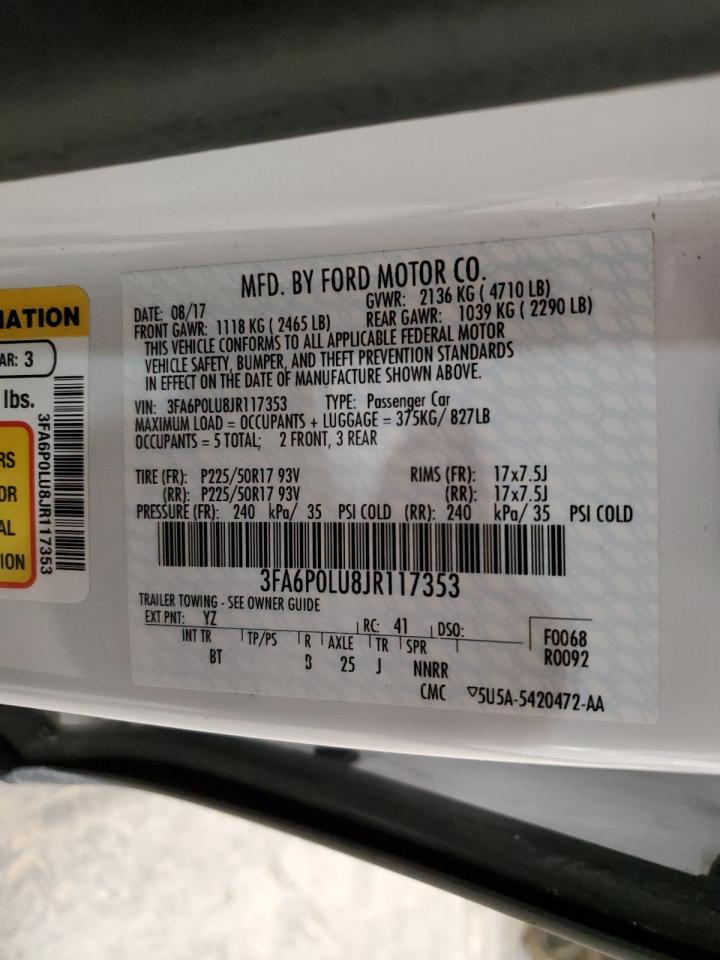 MFD. BY FORD MOTOR CO.
DATE: 08/17 GVWR: 2136 KG ( 4710 LB)
FRONT GAWR: 1118 KG ( 2465 LB) REAR GAWR: 1039 KG ( 2290 LB)
THIS VEHICLE CONFORMS TO ALL APPLICABLE FEDERAL MOTOR
VEHICLE SAFETY, BUMPER, AND THEFT PREVENTION STANDARDS
IN EFFECT ON THE DATE OF MANUFACTURE SHOWN ABOVE.
VIN: 3FA6P0LU8JR117353 TYPE: Passenger Car
MAXIMUM LOAD = OCCUPANTS + LUGGAGE = 375KG/ 827LB
OCCUPANTS = 5 TOTAL; 2 FRONT, 3 REAR
TIRE (FR): P225/50R17 93V RIMS (FR): 17x7.5J
(RR): P225/50R17 93V (RR): 17x7.5J
PRESSURE (FR): 240 kPa/ 35 PSI COLD (RR): 240 kPa/ 35 PSI COLD
3FA6P0LU8JR117353
TRAILER TOWING - SEE OWNER GUIDE
EXT PNT: YZ RC: 41 DSO: F0068
INT TR TP/PS R AXLE TR SPR R0092
BT B 25 J NNRR
CMC ▽5U5A-5420472-AA
MATION
AR: 3
lbs.
RS
OR
AL
ION
3FA6P0LU8JR117353